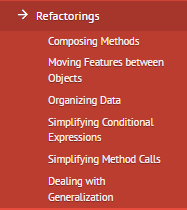 Refactorings
Composing Methods
Moving Features between
Objects
Organizing Data
Simplifying Conditional
Expressions
Simplifying Method Calls
Dealing with
Generalization